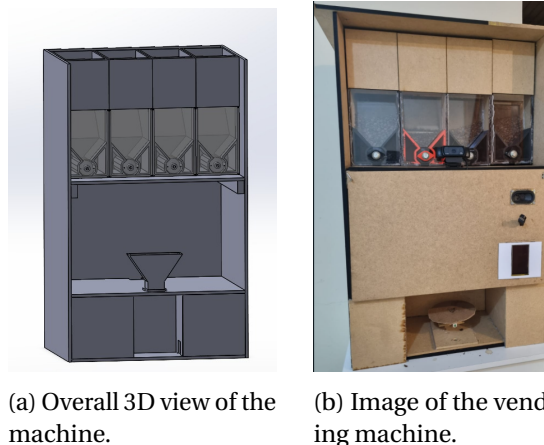 (a) Overall 3D view of the
machine.
(b) Image of the vend
ing machine.